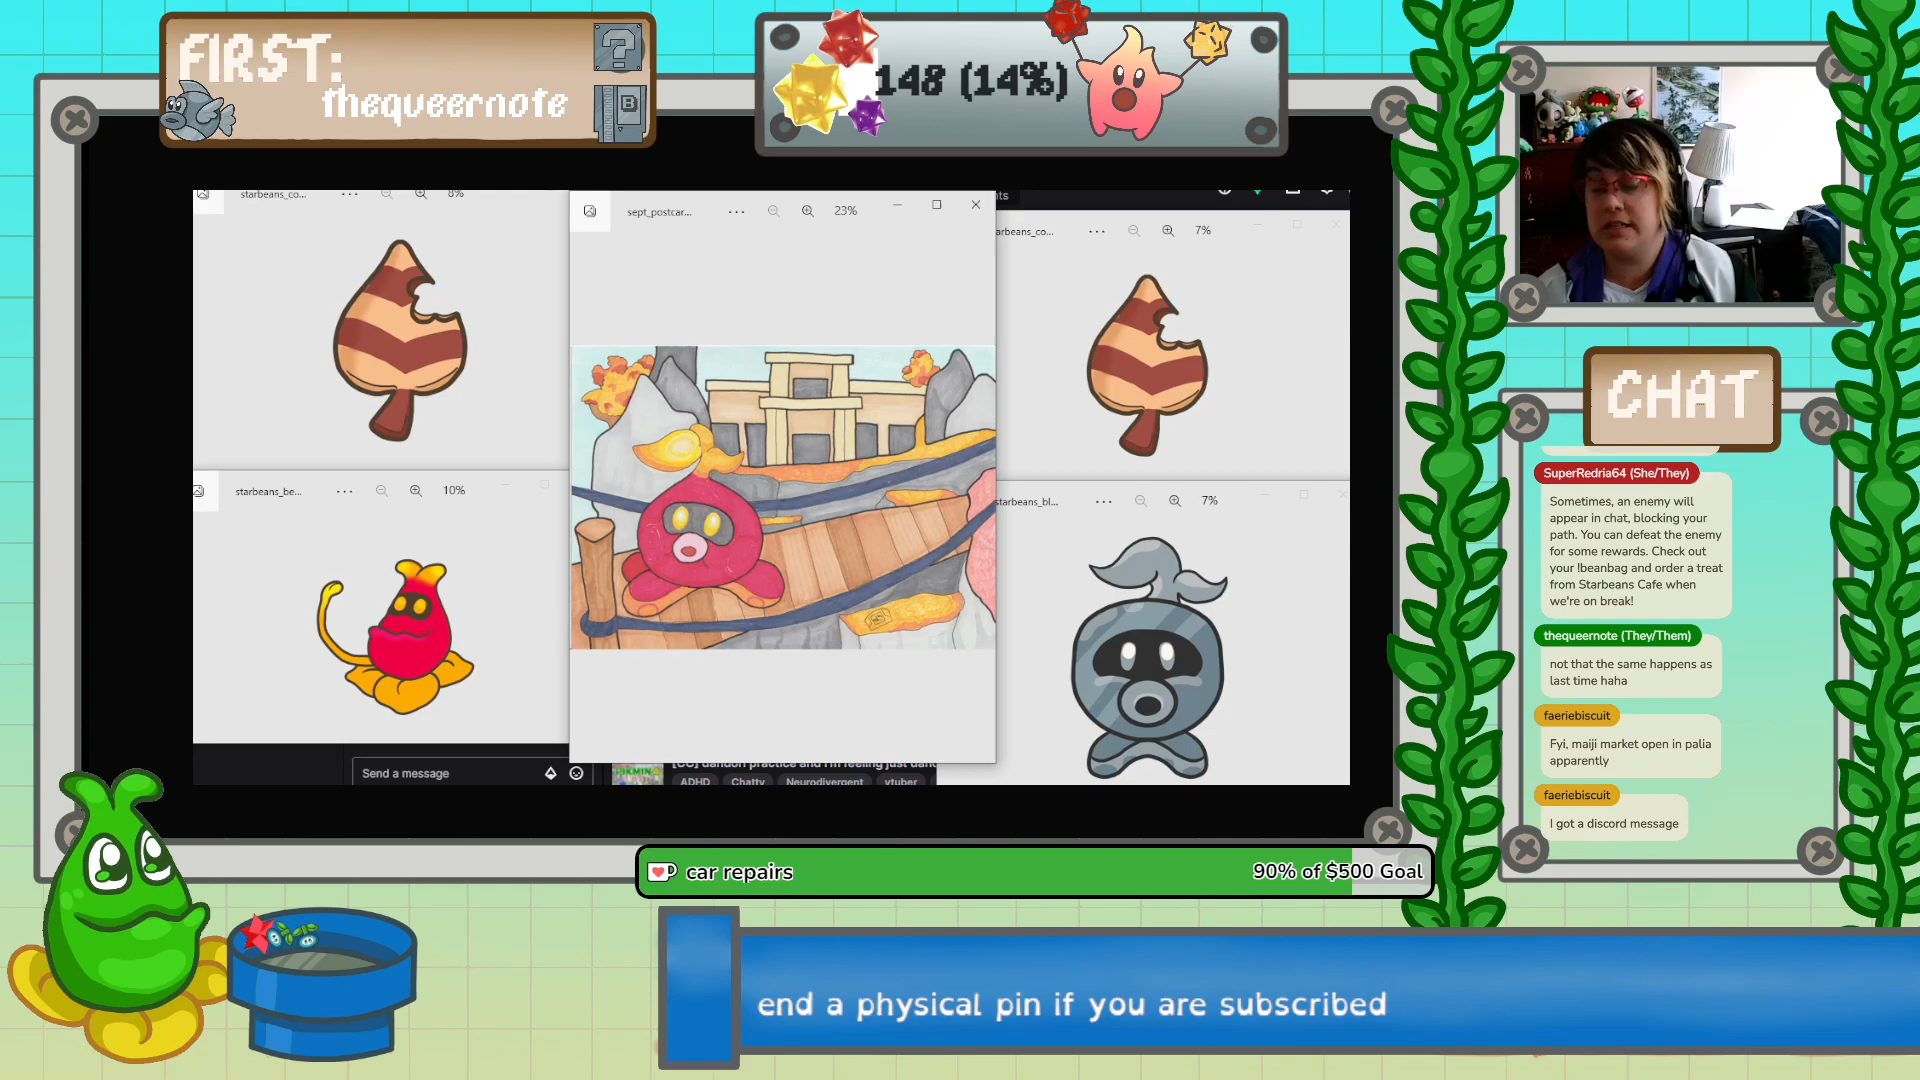 FIRST:
thequeernote
B
148 (14%)
starbeans_co...
8%
sept_postcar...
23%
arbeans_co...
7%
starbeans_be...
10%
starbeans_bl...
7%
Send a message
ADHD
Chatty
Neurodivergent
vtuber
CHAT
SuperRedria64 (She/They)
Sometimes, an enemy will
appear in chat, blocking your
path. You can defeat the enemy
for some rewards. Check out
your !beanbag and order a treat
from Starbeans Cafe when
we're on break!
thequeernote (They/Them)
not that the same happens as
last time haha
faeriebiscuit
Fyi, maiji market open in palia
apparently
faeriebiscuit
I got a discord message
car repairs
90% of $500 Goal
end a physical pin if you are subscribed